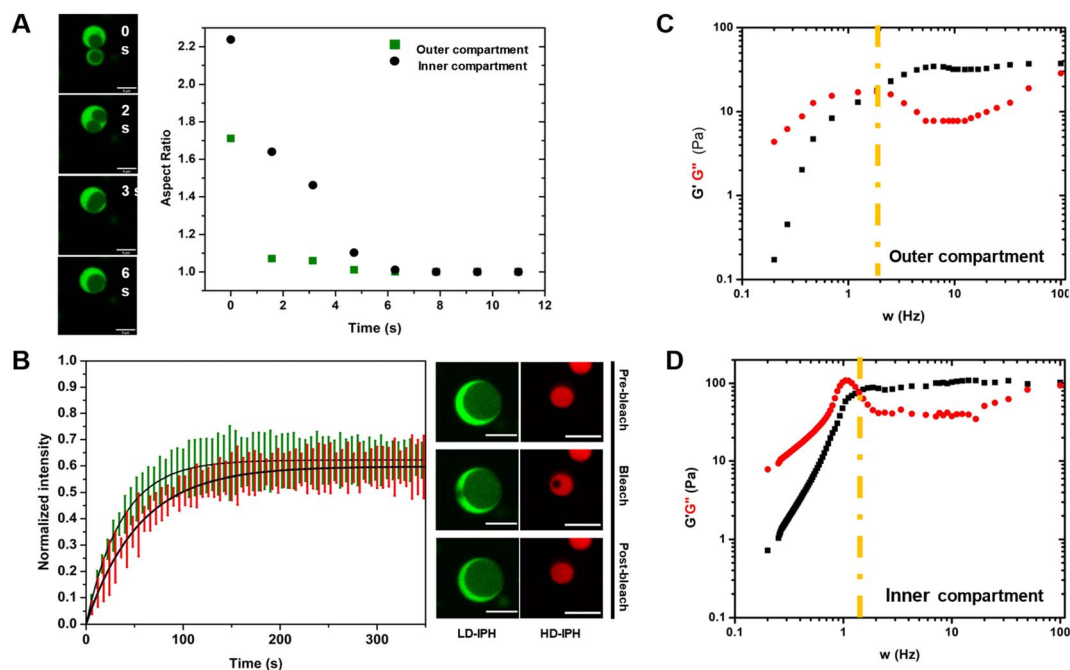 A
0
s
2
s
3 s
6
s
Outer compartment
Inner compartment
Aspect Ratio
2.2
2.0
1.8
1.6
1.4
1.2
1.0
0 2 4 6 8 10 12
Time (s)
B
Normalized intensity
1.0
0.9
0.8
0.7
0.6
0.5
0.4
0.3
0.2
0.1
0.0
0 100 200 300
Time (s)
Pre-bleach
Bleach
Post-bleach
LD-IPH HD-IPH
C
G' G'' (Pa)
100
10
1
0.1
Outer compartment
0.1 1 10 100
w (Hz)
D
G'G'' (Pa)
100
10
1
0.1
Inner compartment
0.1 1 10 100
w (Hz)